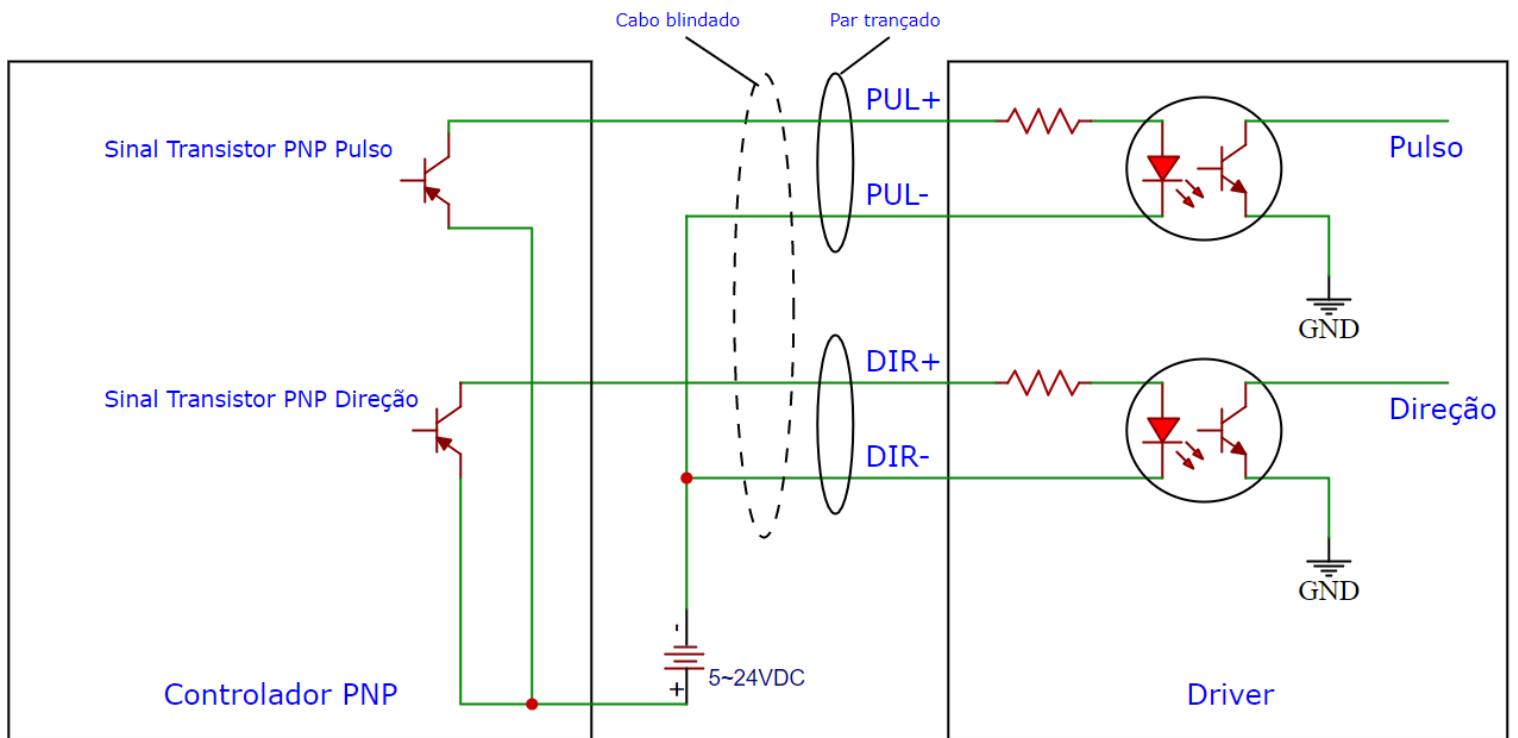 Cabo blindado
Par trançado
PUL+
Sinal Transistor PNP Pulso
Pulso
PUL-
GND
DIR+
Sinal Transistor PNP Direção
Direção
DIR-
GND
-
5~24VDC
+
Controlador PNP
Driver